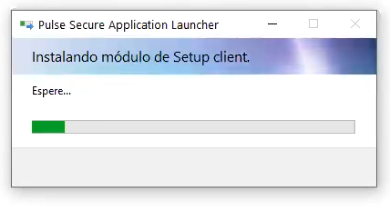 Pulse Secure Application Launcher
Instalando módulo de Setup client.
Espere...